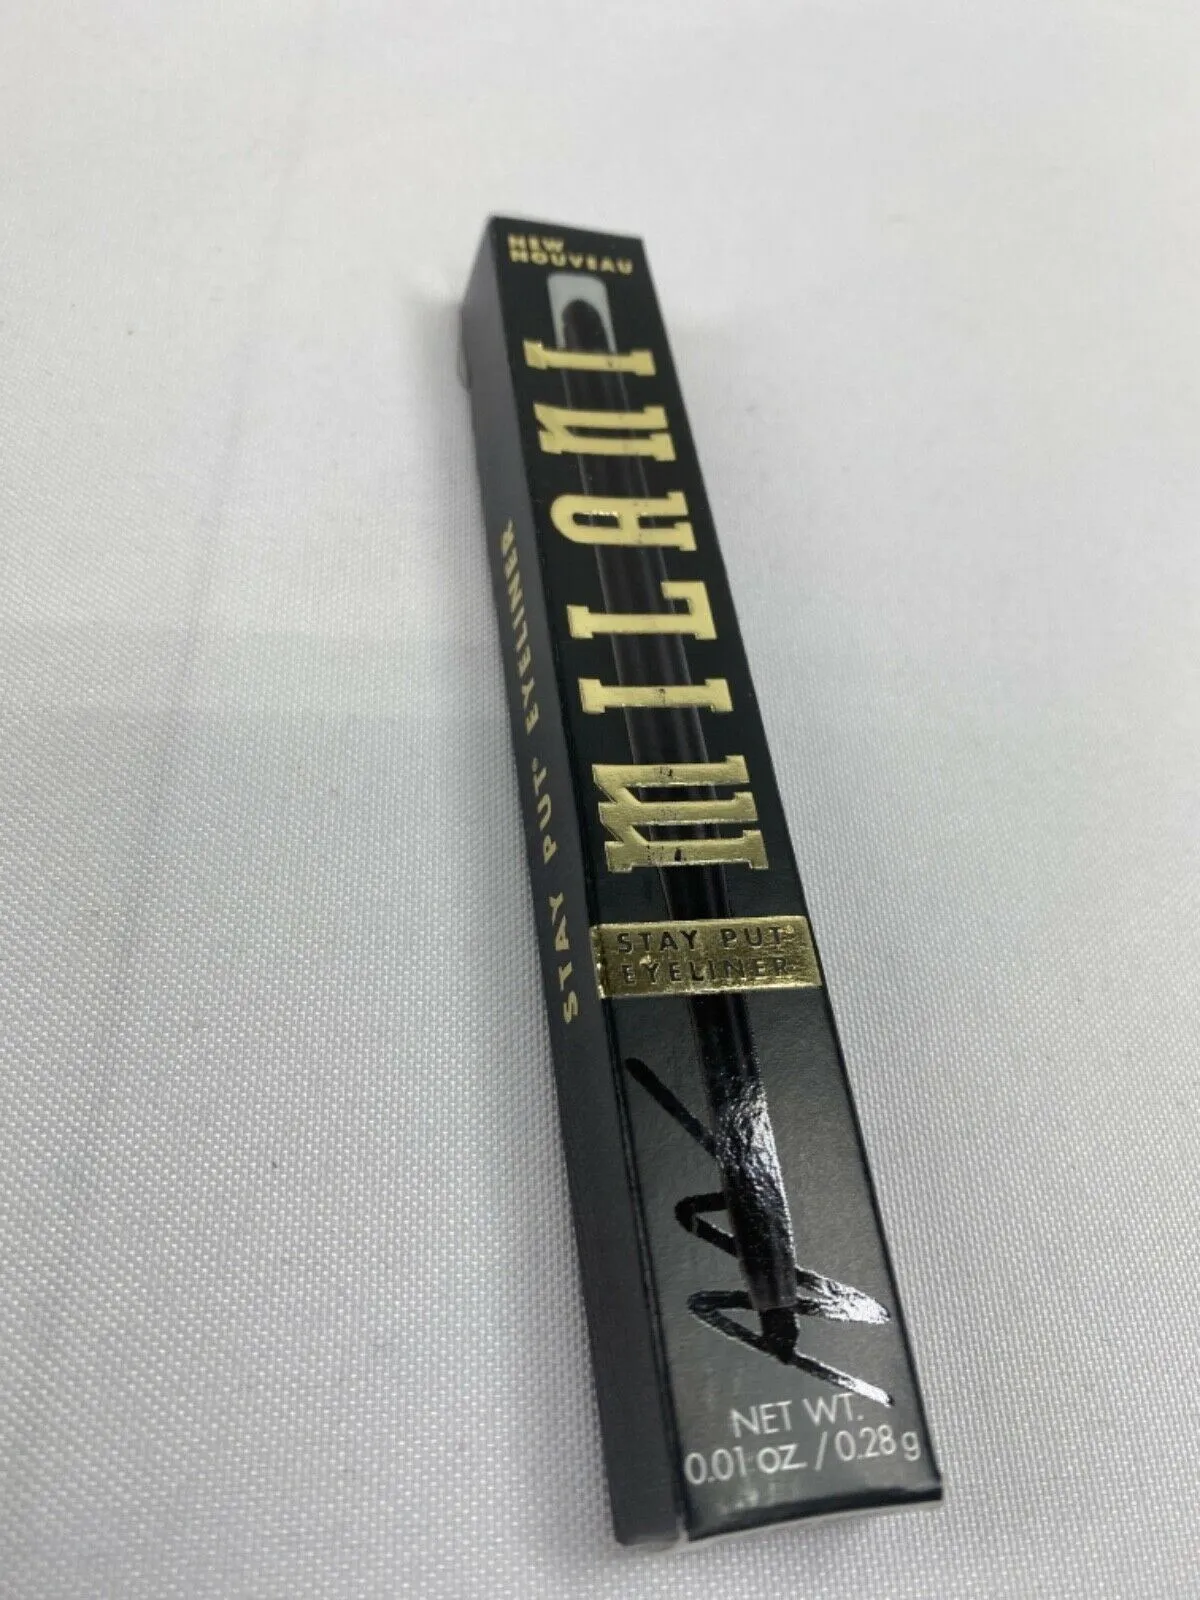 NEW
NOUVEAU
MILANI
STAY PUT®
EYELINER
NET WT.
0.01 OZ. / 0.28 g
STAY PUT® EYELINER